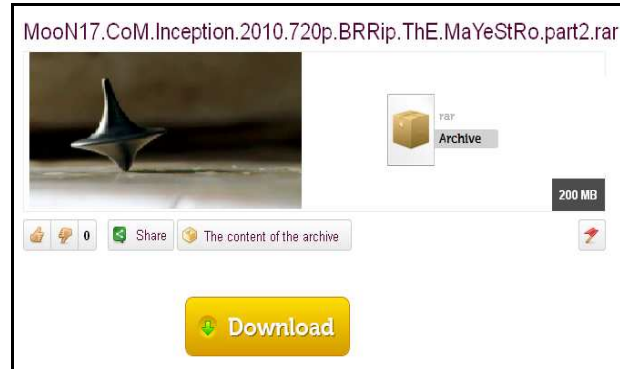 MooN17.CoM.Inception.2010.720p.BRRip.ThE.MaYeStRo.part2.rar
rar
Archive
200 MB
0
Share
The content of the archive
Download